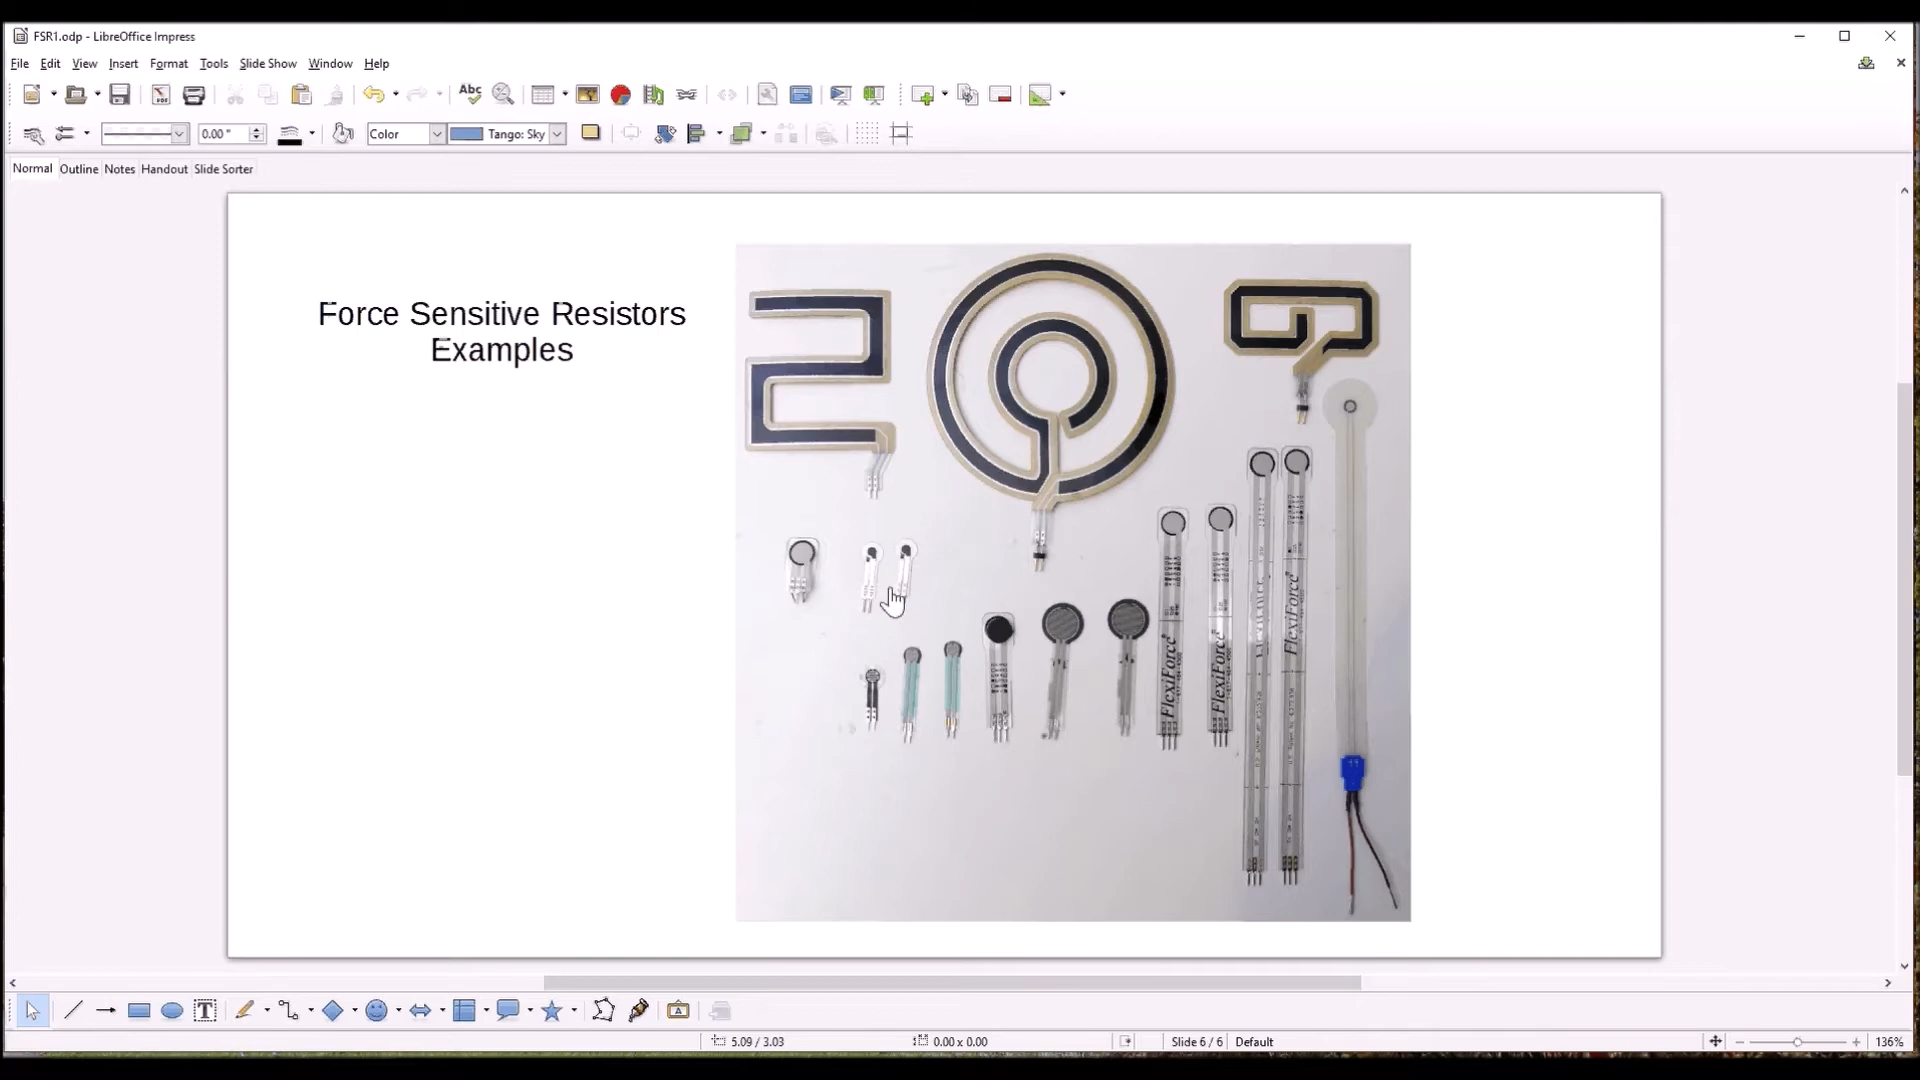 FSR1.odp - LibreOffice Impress
File Edit View Insert Format Tools Slide Show Window Help
Abc
0.00 " Color Tango: Sky
Normal Outline Notes Handout Slide Sorter
Force Sensitive Resistors
Examples
FlexiForce®
FlexiForce®
FlexiForce®
T
A
5.09 / 3.03 0.00 x 0.00 Slide 6 / 6 Default 136%